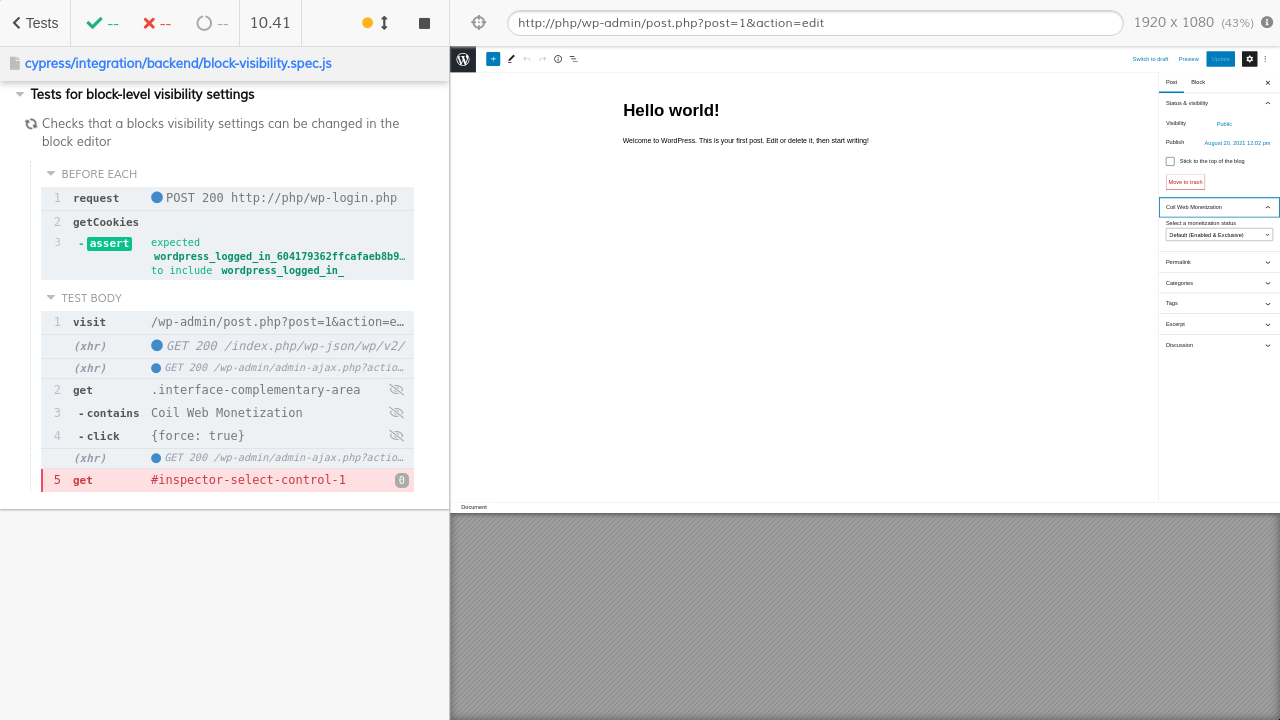 Tests
--
--
--
10.41
http://php/wp-admin/post.php?post=1&action=edit
1920 x 1080 (43%)
cypress/integration/backend/block-visibility.spec.js
Tests for block-level visibility settings
Checks that a blocks visibility settings can be changed in the
block editor
BEFORE EACH
1 request POST 200 http://php/wp-login.php
2 getCookies
3 - assert expected
wordpress_logged_in_604179362ffcafaeb8b9…
to include wordpress_logged_in_
TEST BODY
1 visit /wp-admin/post.php?post=1&action=e…
(xhr) GET 200 /index.php/wp-json/wp/v2/
(xhr) GET 200 /wp-admin/admin-ajax.php?actio…
2 get .interface-complementary-area
3 - contains Coil Web Monetization
4 - click {force: true}
(xhr) GET 200 /wp-admin/admin-ajax.php?actio…
5 get #inspector-select-control-1 0
Switch to draft
Preview
Update
Hello world!
Welcome to WordPress. This is your first post. Edit or delete it, then start writing!
Post
Block
Status & visibility
Visibility Public
Publish August 20, 2021 12:02 pm
Stick to the top of the blog
Move to trash
Coil Web Monetization
Select a monetization status
Default (Enabled & Exclusive)
Permalink
Categories
Tags
Excerpt
Discussion
Document